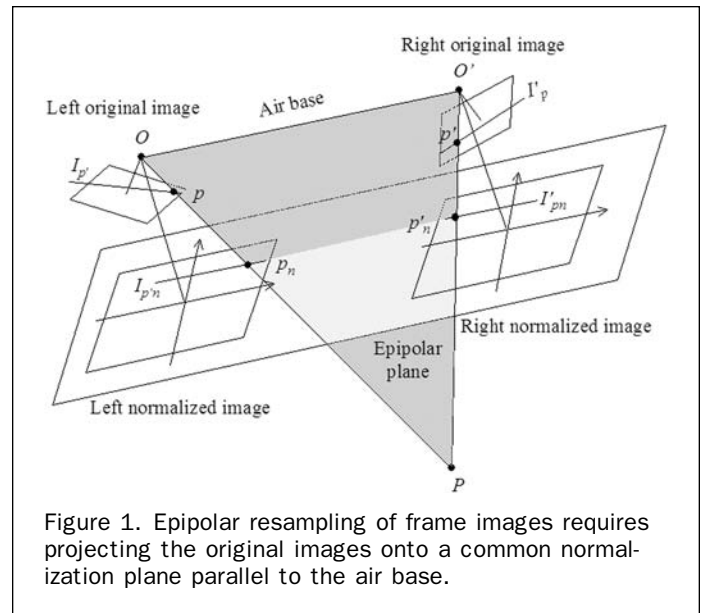 Right original image
O'
I'p
Air base
Left original image
O
p'
Ip'
p
p'n
I'pn
pn
Ip'n
Right normalized image
Epipolar
plane
Left normalized image
P
Figure 1. Epipolar resampling of frame images requires
projecting the original images onto a common normal-
ization plane parallel to the air base.